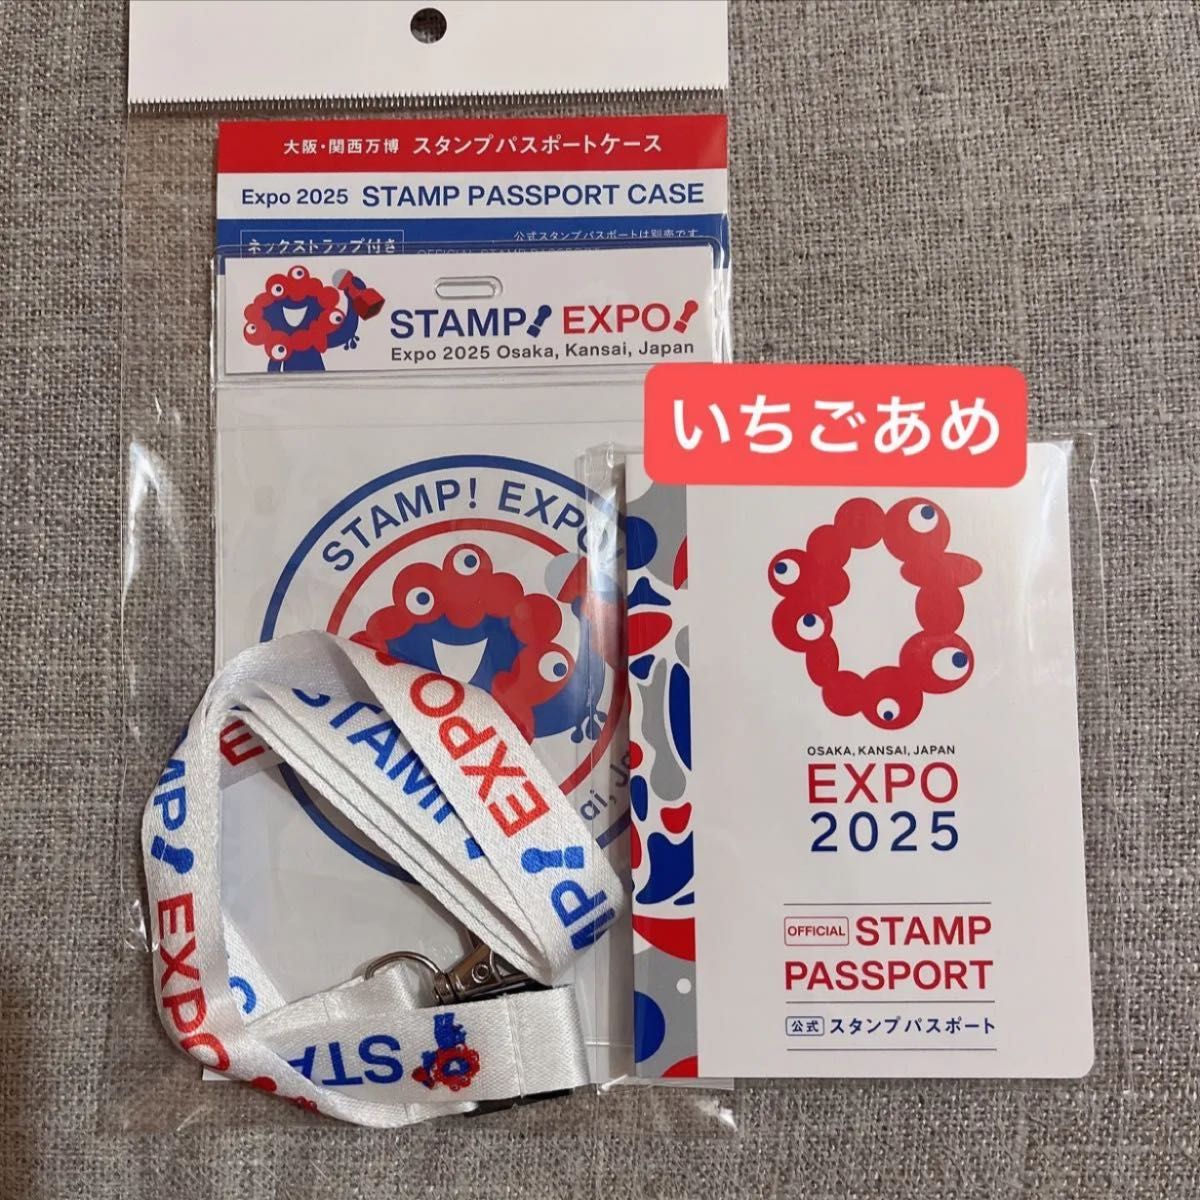 大阪・関西万博 スタンプパスポートケース
Expo 2025 STAMP PASSPORT CASE
ネックストラップ付き
公式スタンプパスポートは別売です
STAMP! EXPO!
Expo 2025 Osaka, Kansai, Japan
いちごあめ
STAMP! EXPO!
OSAKA, KANSAI, JAPAN
EXPO
2025
OFFICIAL STAMP
PASSPORT
公式 スタンプパスポート
STAMP
EXPO!
EXPO